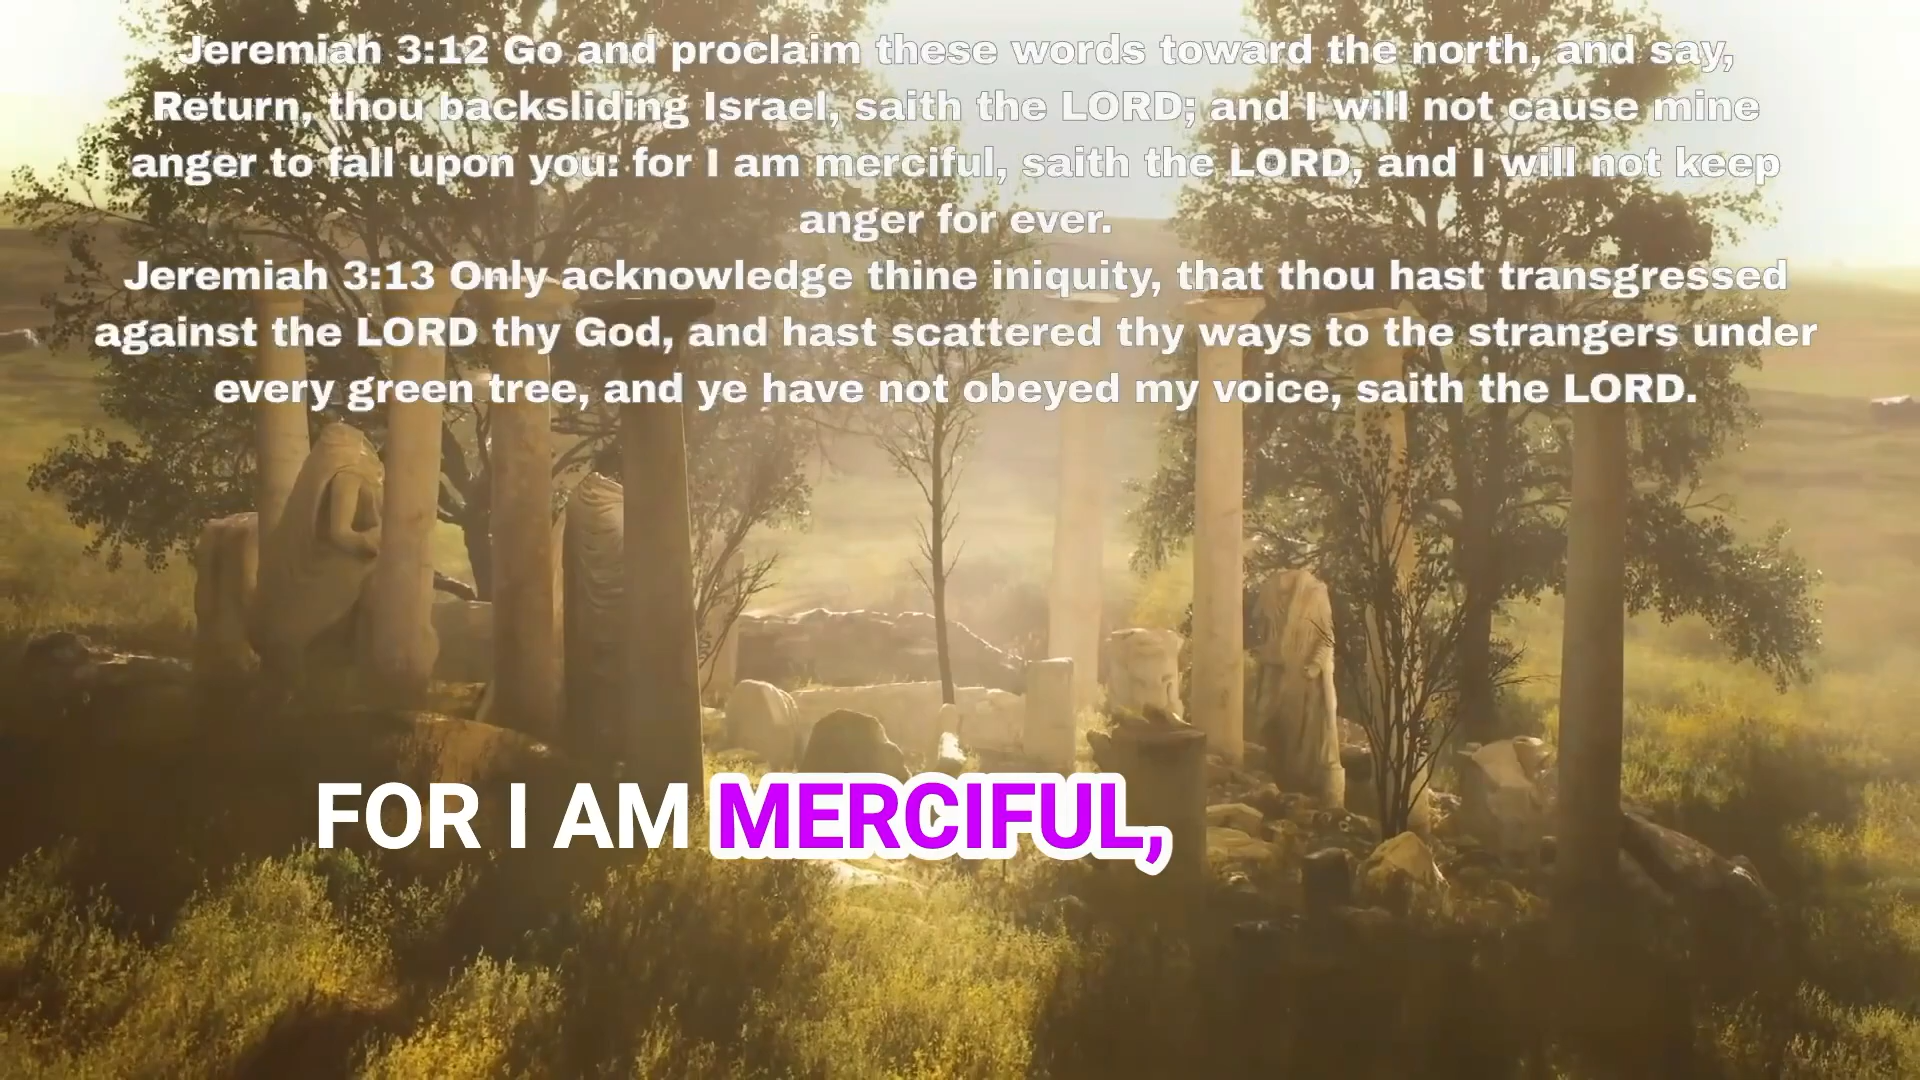 Jeremiah 3:12 Go and proclaim these words toward the north, and say,
Return, thou backsliding Israel, saith the LORD; and I will not cause mine
anger to fall upon you: for I am merciful, saith the LORD, and I will not keep
anger for ever.
Jeremiah 3:13 Only acknowledge thine iniquity, that thou hast transgressed
against the LORD thy God, and hast scattered thy ways to the strangers under
every green tree, and ye have not obeyed my voice, saith the LORD.
FOR I AM MERCIFUL,